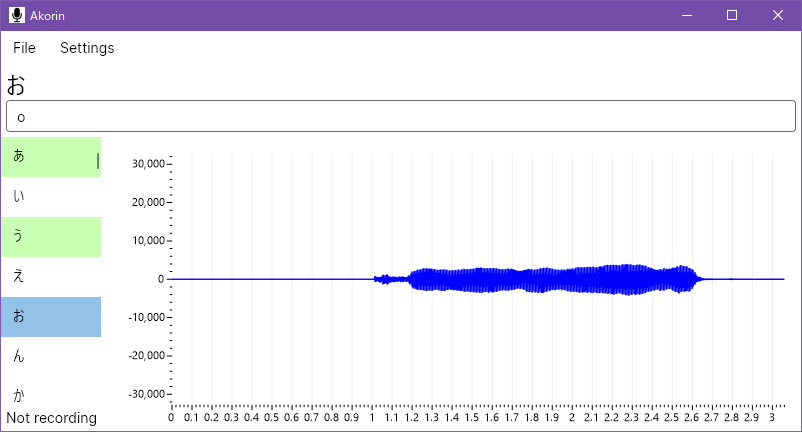 Akorin
File Settings
お
o
あ
い
う
え
お
ん
か
Not recording
30,000
20,000
10,000
0
-10,000
-20,000
-30,000
0 0.1 0.2 0.3 0.4 0.5 0.6 0.7 0.8 0.9 1 1.1 1.2 1.3 1.4 1.5 1.6 1.7 1.8 1.9 2 2.1 2.2 2.3 2.4 2.5 2.6 2.7 2.8 2.9 3